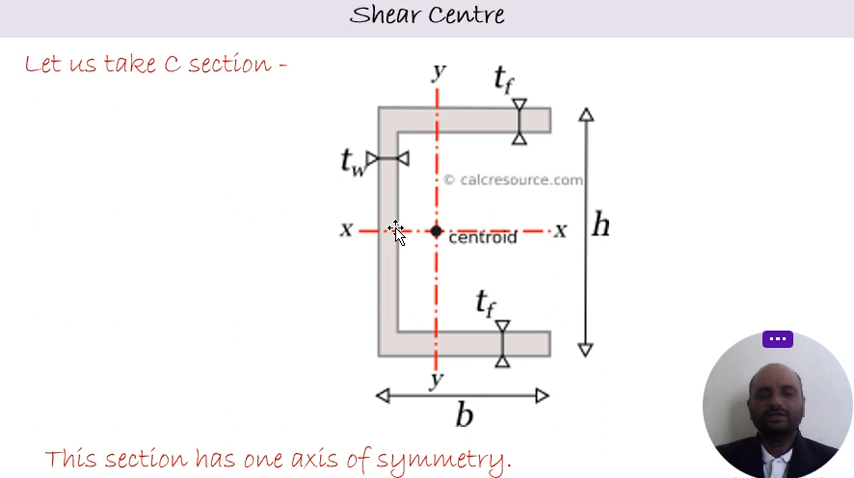 Shear Centre
Let us take C section -
y
t_f
t_w
© calcresource.com
x
x
centroid
h
t_f
y
b
This section has one axis of symmetry.